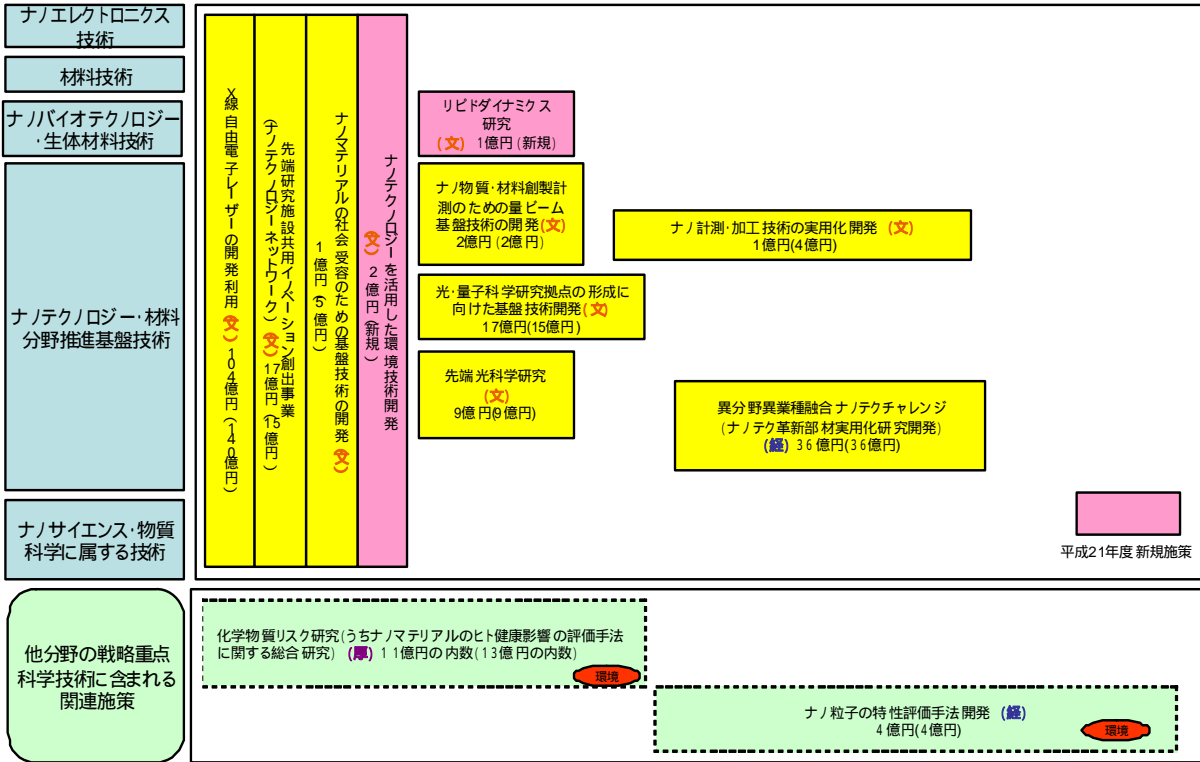 ナノエレクトロニクス
技術
材料技術
ナノバイオテクノロジー
・生体材料技術
ナノテクノロジー・材料
分野推進基盤技術
ナノサイエンス・物質
科学に属する技術
他分野の戦略重点
科学技術に含まれる
関連施策
X線自由電子レーザーの開発利用(文) 104億円(140億円)
先端研究施設共用イノベーション創出事業
(ナノテクノロジーネットワーク)(文) 17億円(15億円)
ナノマテリアルの社会受容のための基盤技術の開発(文)
1億円(5億円)
ナノテクノロジーを活用した環境技術開発
(文) 2億円(新規)
リピドダイナミクス
研究
(文) 1億円(新規)
ナノ物質・材料創製計
測のための量ビーム
基盤技術の開発(文)
2億円(2億円)
光・量子科学研究拠点の形成に
向けた基盤技術開発(文)
17億円(15億円)
先端光科学研究
(文)
9億円(9億円)
ナノ計測・加工技術の実用化開発 (文)
1億円(4億円)
異分野異業種融合ナノテクチャレンジ
(ナノテク革新部材実用化研究開発)
(経) 36億円(36億円)
平成21年度新規施策
化学物質リスク研究(うちナノマテリアルのヒト健康影響の評価手法
に関する総合研究) (厚) 11億円の内数(13億円の内数)
環境
ナノ粒子の特性評価手法開発 (経)
4億円(4億円)
環境